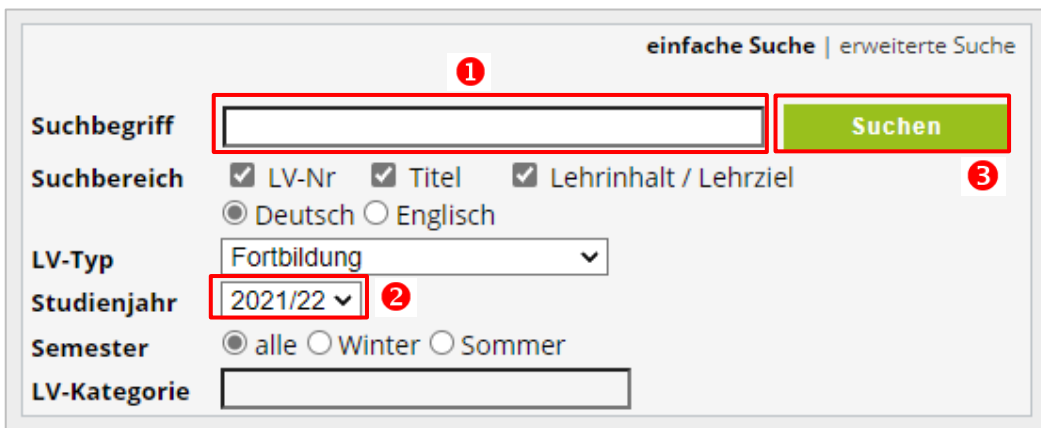 einfache Suche | erweiterte Suche
❶
Suchbegriff Suchen
Suchbereich LV-Nr Titel Lehrinhalt / Lehrziel ❸
Deutsch Englisch
LV-Typ Fortbildung
Studienjahr 2021/22 ❷
Semester alle Winter Sommer
LV-Kategorie